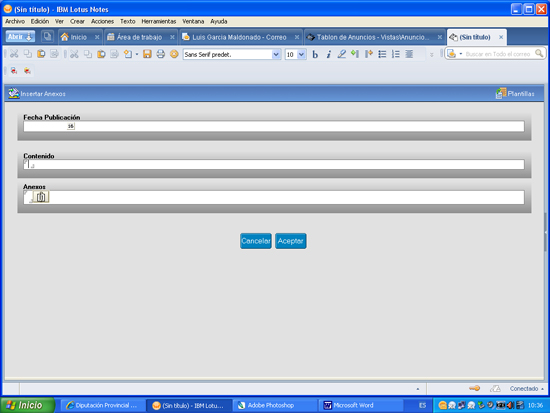 (Sin título) - IBM Lotus Notes
Archivo Edición Ver Crear Acciones Texto Herramientas Ventana Ayuda
Abrir Inicio Área de trabajo Luis Garcia Maldonado - Correo Tablon de Anuncios - Vistas\Anuncio... (Sin título)
Sans Serif predet. 10 b i Buscar en Todo el correo
Insertar Anexos Plantillas
Fecha Publicación
16
Contenido
Anexos
Cancelar Aceptar
Conectado
Inicio Diputación Provincial ... (Sin título) - IBM Lotu... Adobe Photoshop Microsoft Word ES 10:36